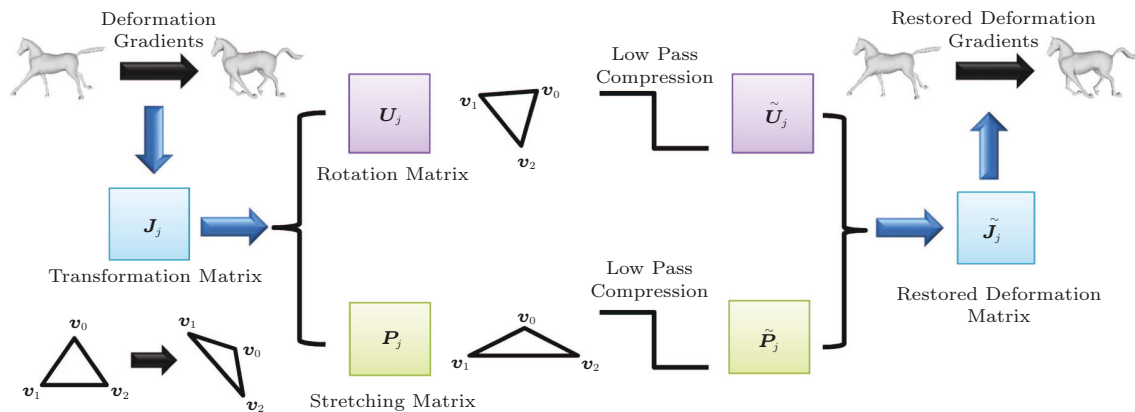 Deformation
Gradients
Restored Deformation
Gradients
Low Pass
Compression
U_j
v_0
v_1
v_2
Ũ_j
Rotation Matrix
J_j
Transformation Matrix
J̃_j
Restored Deformation
Matrix
Low Pass
Compression
P_j
v_0
v_1
v_2
P̃_j
Stretching Matrix
v_0
v_1
v_2
v_1
v_0
v_2